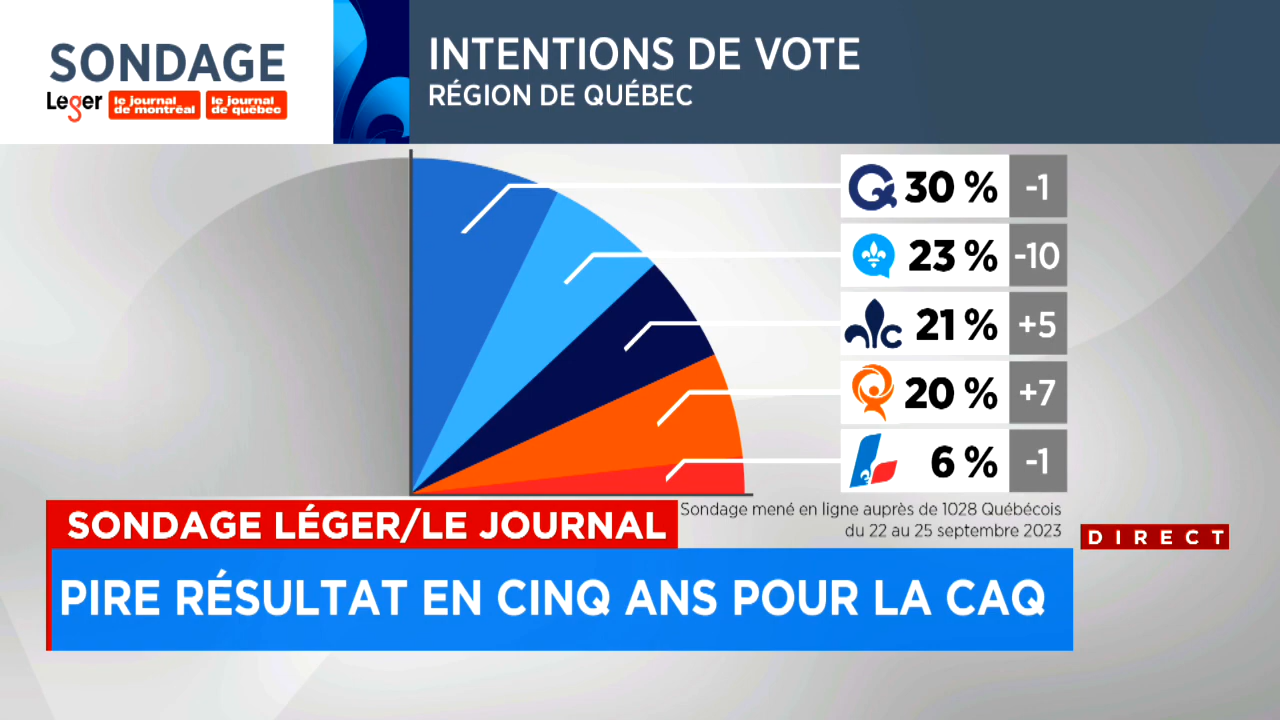 SONDAGE
Leger le journal de montréal le journal de québec
INTENTIONS DE VOTE
RÉGION DE QUÉBEC
30 % -1
23 % -10
C 21 % +5
20 % +7
6 % -1
Sondage mené en ligne auprès de 1028 Québécois
du 22 au 25 septembre 2023
SONDAGE LÉGER/LE JOURNAL
DIRECT
PIRE RÉSULTAT EN CINQ ANS POUR LA CAQ